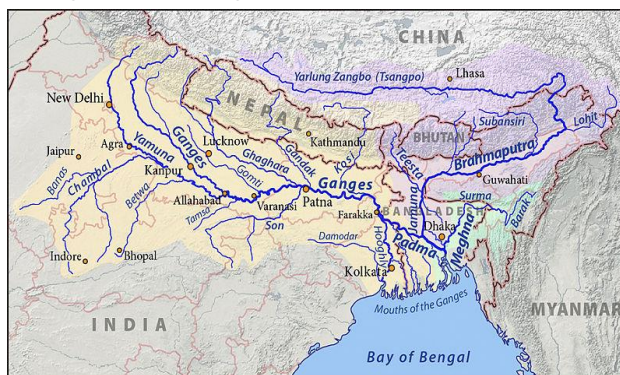 CHINA
Yarlung Zangbo (Tsangpo)
Lhasa
New Delhi
NEPAL
Subansiri
Lohit
Agra
Yamuna
Ganges
Lucknow
Kathmandu
BHUTAN
Jaipur
Ghaghara
Gandak
Kosi
Teesta
Brahmaputra
Banas
Chambal
Kanpur
Gomti
Guwahati
Betwa
Allahabad
Varanasi
Ganges
Patna
Surma
Tamsa
Son
Farakka
BANGLADESH
Jamuna
Barak R.
Damodar
Hooghly
Padma
Dhaka
Meghna
Indore
Bhopal
Kolkata
Mouths of the Ganges
INDIA
MYANMAR
Bay of Bengal